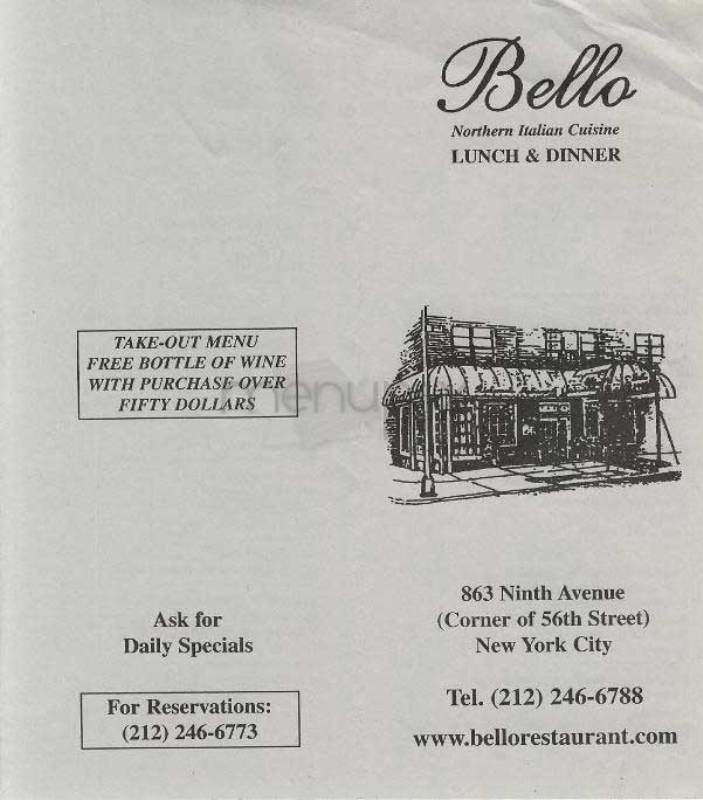 Bello
Northern Italian Cuisine
LUNCH & DINNER
TAKE-OUT MENU
FREE BOTTLE OF WINE
WITH PURCHASE OVER
FIFTY DOLLARS
Ask for
Daily Specials
For Reservations:
(212) 246-6773
863 Ninth Avenue
(Corner of 56th Street)
New York City
Tel. (212) 246-6788
www.bellorestaurant.com